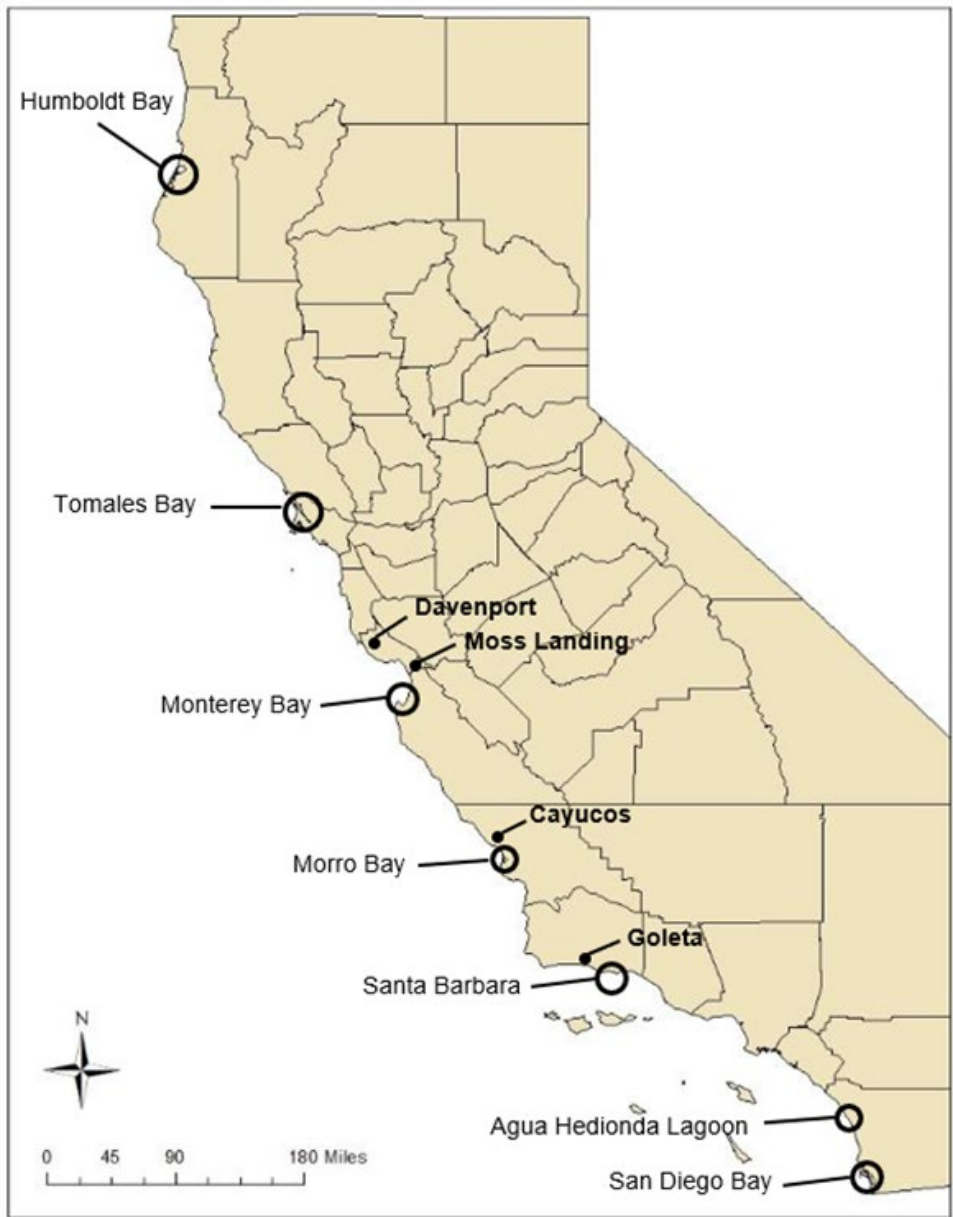 Humboldt Bay
Tomales Bay
Davenport
Moss Landing
Monterey Bay
Cayucos
Morro Bay
Goleta
Santa Barbara
N
Agua Hedionda Lagoon
0 45 90 180 Miles
San Diego Bay